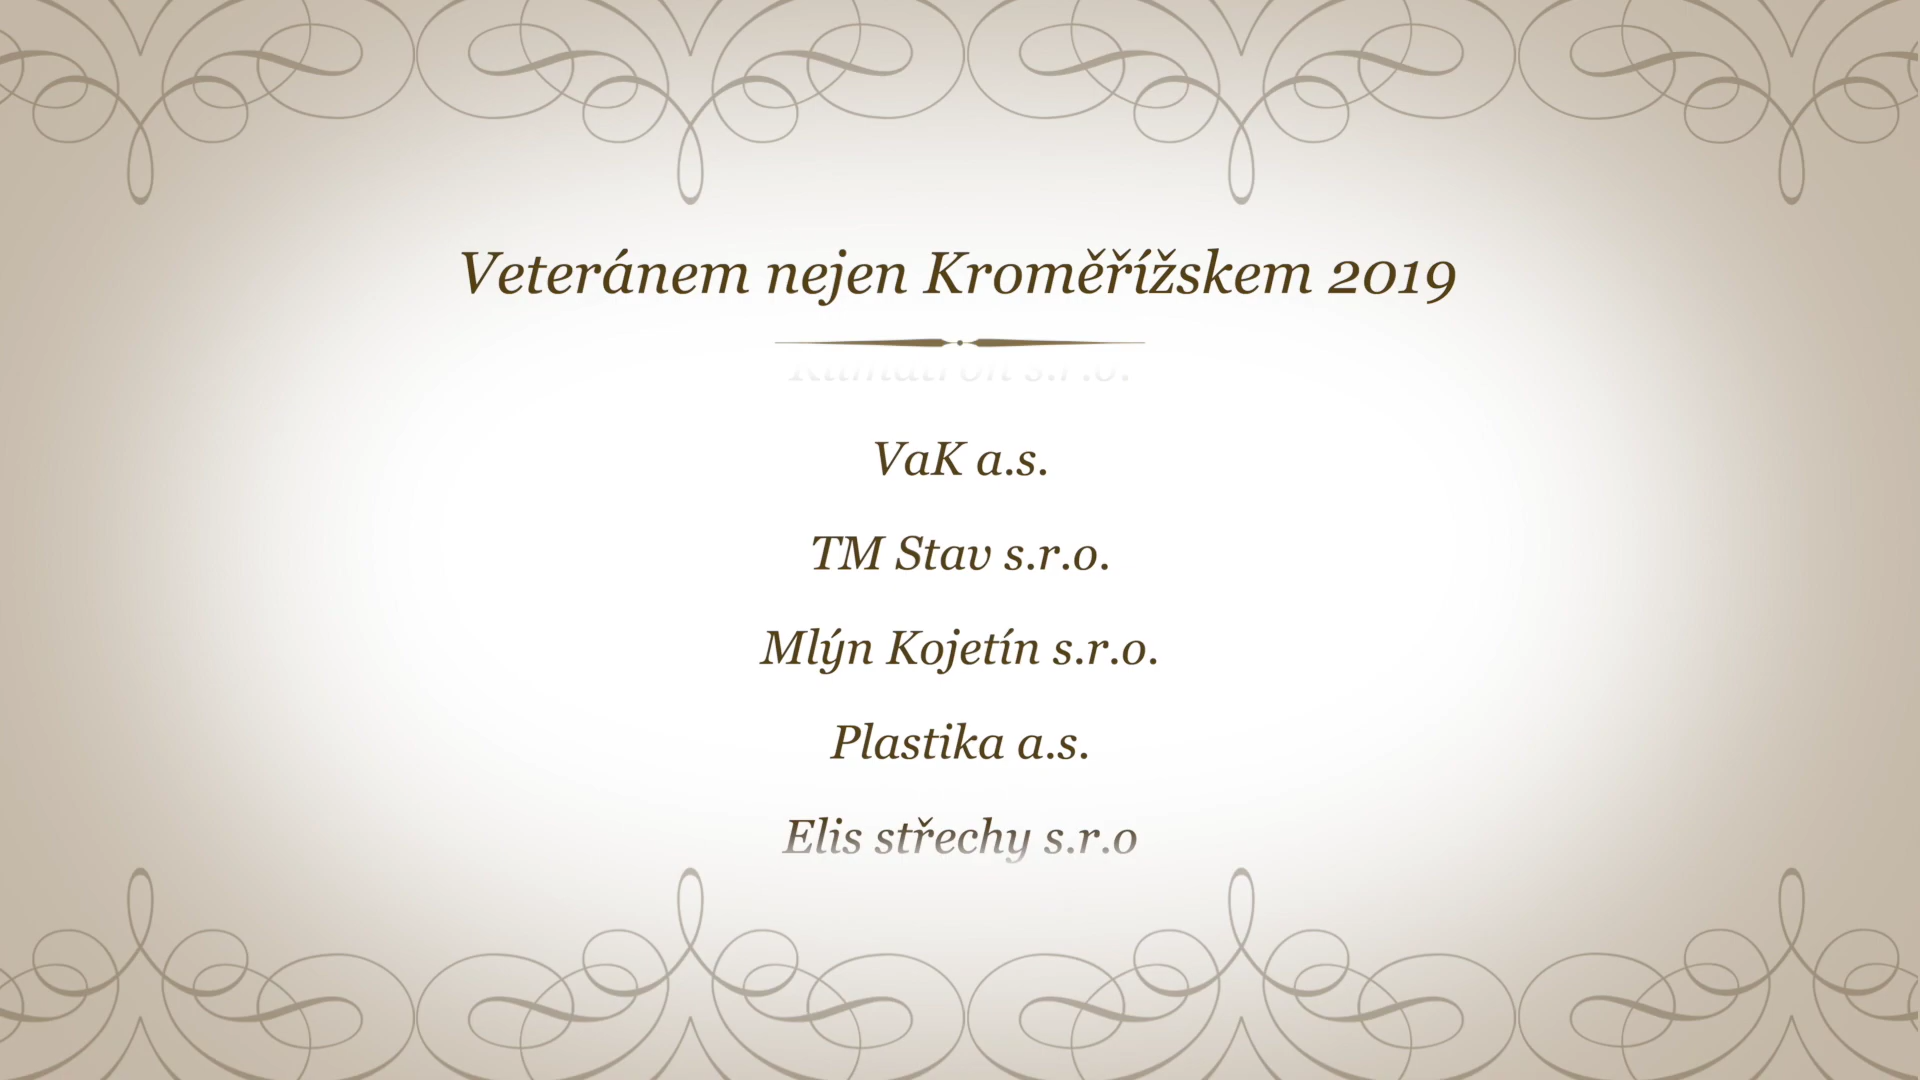 Veteránem nejen Kroměřížskem 2019
s.r.o.
VaK a.s.
TM Stav s.r.o.
Mlýn Kojetín s.r.o.
Plastika a.s.
Elis střechy s.r.o